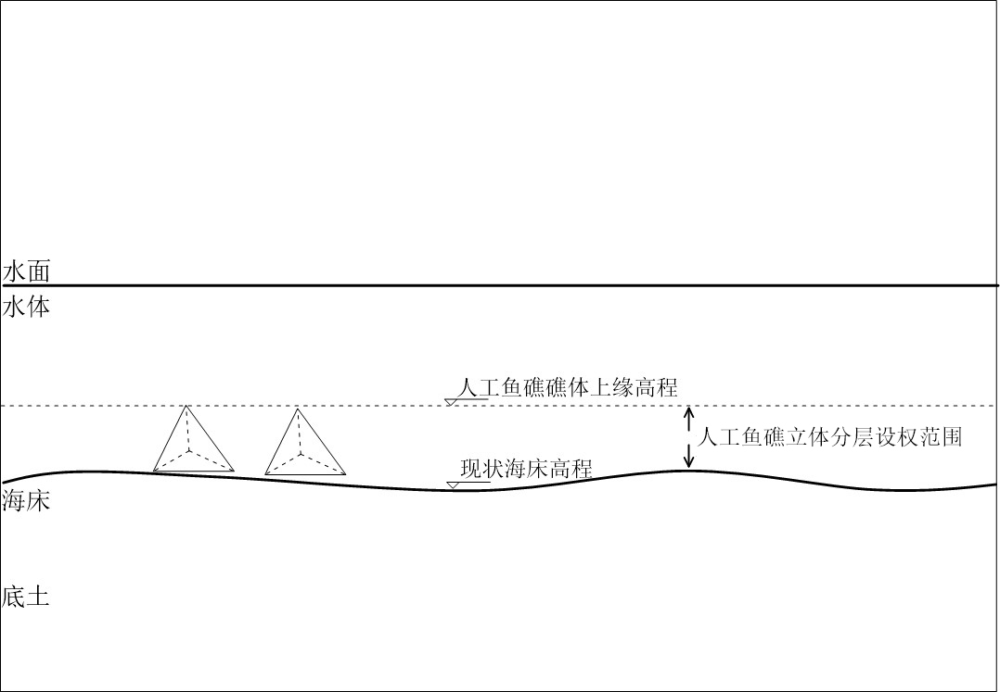 水面
水体
人工鱼礁礁体上缘高程
人工鱼礁立体分层设权范围
现状海床高程
海床
底土